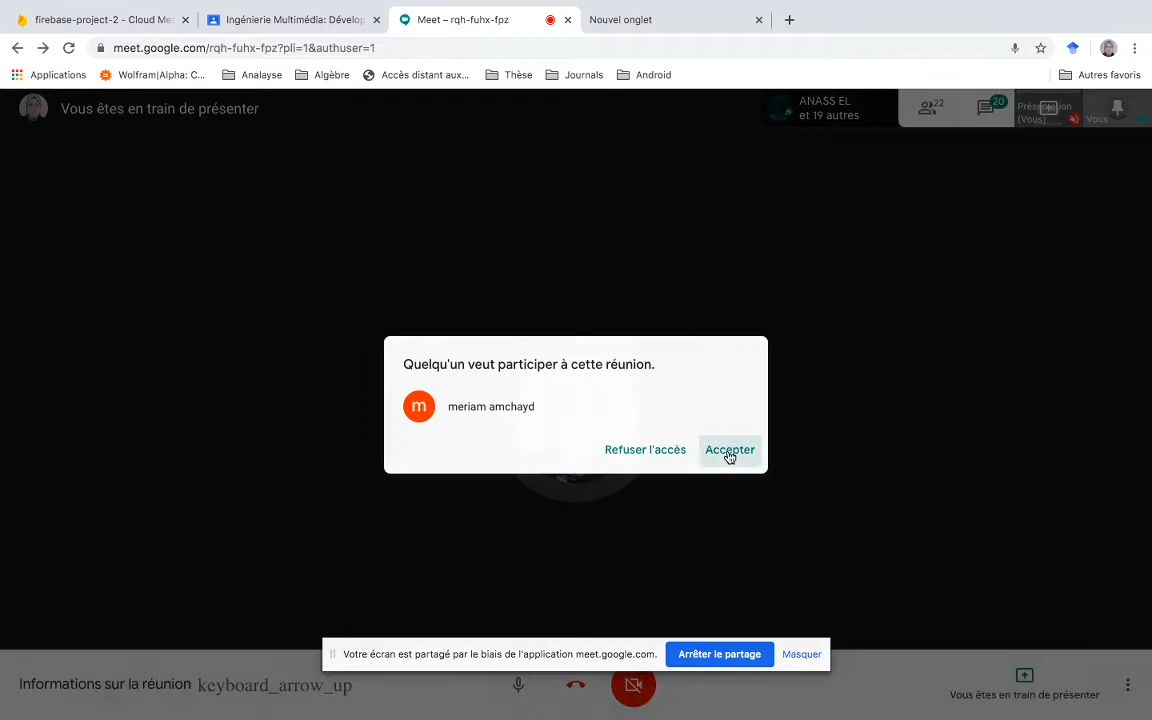 firebase-project-2 - Cloud Mes
Ingénierie Multimédia: Dévelop
Meet – rqh-fuhx-fpz
Nouvel onglet
meet.google.com/rqh-fuhx-fpz?pli=1&authuser=1
Applications
Wolfram|Alpha: C...
Analayse
Algèbre
Accès distant aux...
Thèse
Journals
Android
Autres favoris
Vous êtes en train de présenter
ANASS EL
et 19 autres
22
20
Présentation
(Vous)
Vous
Quelqu'un veut participer à cette réunion.
m
meriam amchayd
Refuser l'accès
Accepter
Votre écran est partagé par le biais de l'application meet.google.com.
Arrêter le partage
Masquer
Informations sur la réunion
keyboard_arrow_up
Vous êtes en train de présenter